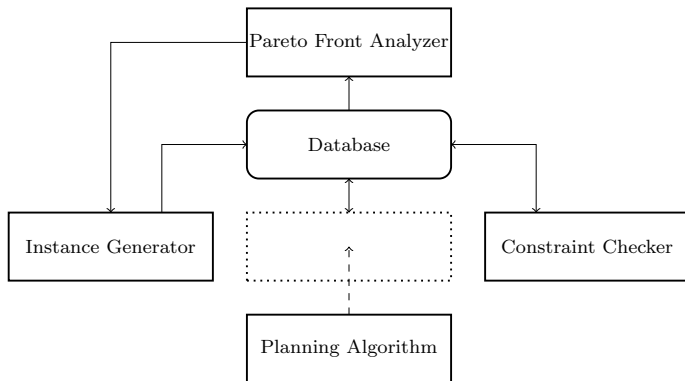 Pareto Front Analyzer
Database
Instance Generator
Constraint Checker
Planning Algorithm